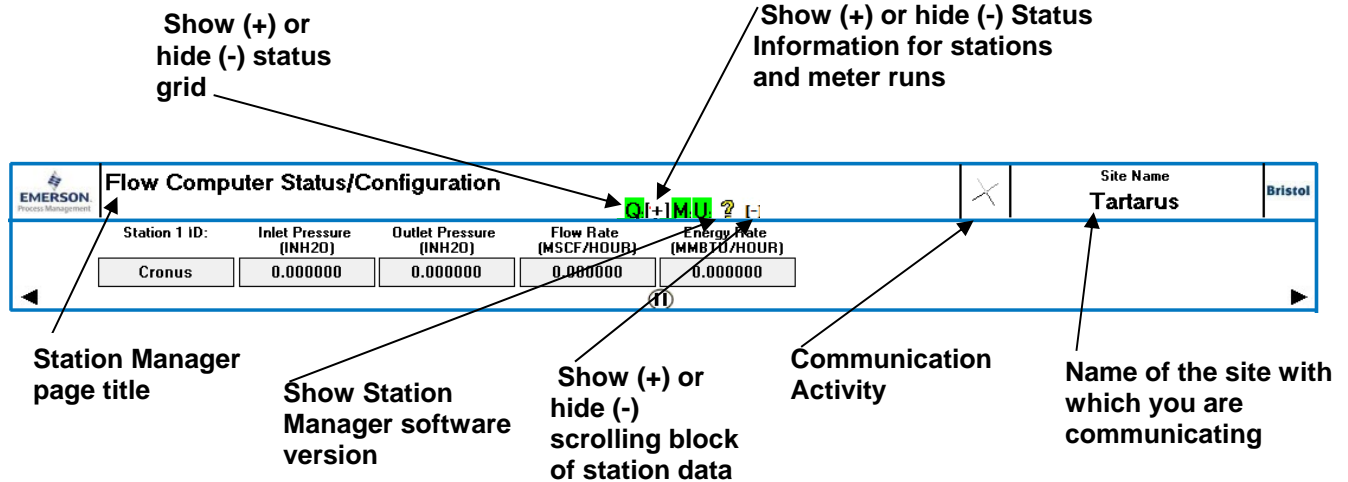 Show (+) or
hide (-) status
grid
Show (+) or hide (-) Status
Information for stations
and meter runs
EMERSON.
Process Management
Flow Computer Status/Configuration
Q [+] M U ? [-]
Site Name
Tartarus
Bristol
Station 1 ID:
Inlet Pressure
(INH2O)
Outlet Pressure
(INH2O)
Flow Rate
(MSCF/HOUR)
Energy Rate
(MMBTU/HOUR)
Cronus
0.000000
0.000000
0.000000
0.000000
Station Manager
page title
Show Station
Manager software
version
Show (+) or
hide (-)
scrolling block
of station data
Communication
Activity
Name of the site with
which you are
communicating